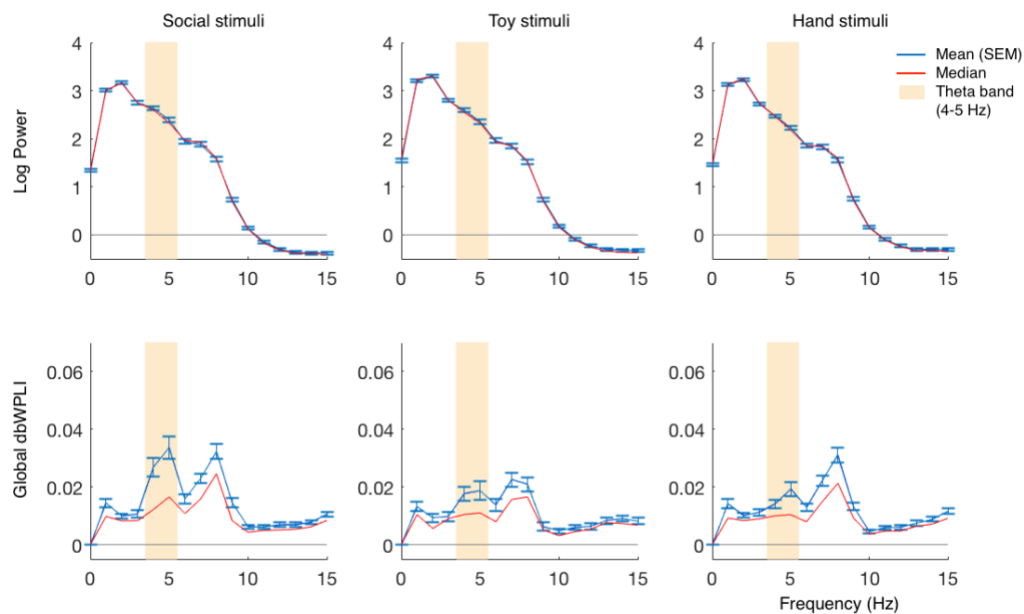 Social stimuli
Toy stimuli
Hand stimuli
Mean (SEM)
Median
Theta band
(4-5 Hz)
Log Power
4
3
2
1
0
0 5 10 15
4
3
2
1
0
0 5 10 15
4
3
2
1
0
0 5 10 15
Global dbWPLI
0.06
0.04
0.02
0
0 5 10 15
0.06
0.04
0.02
0
0 5 10 15
0.06
0.04
0.02
0
0 5 10 15
Frequency (Hz)